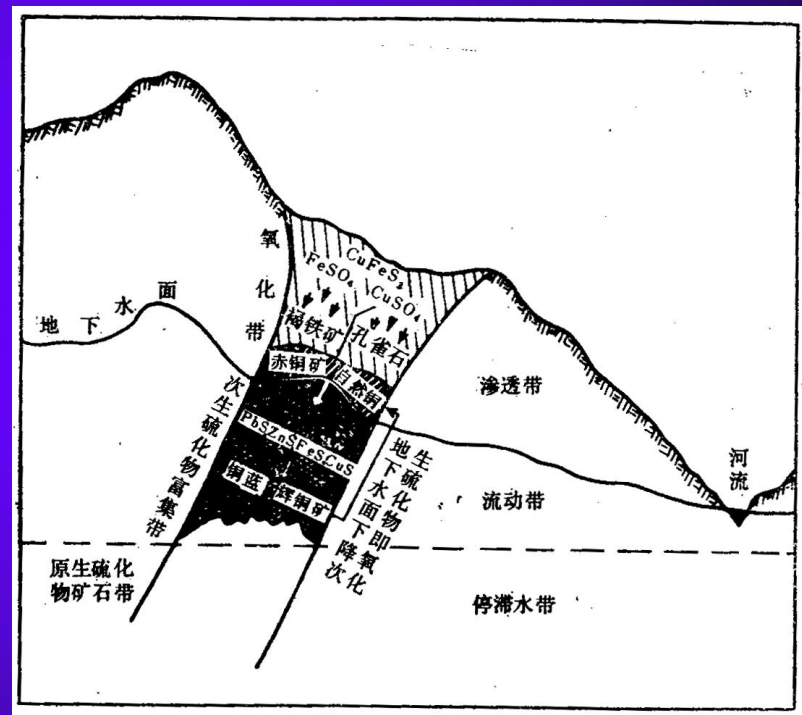 氧化带
CuFeS₂
FeSO₄
CuSO₄
地下水面
褐铁矿
孔雀石
赤铜矿
自然铜
渗透带
次生硫化物富集带
PbSZnSFeSCuS
铜蓝
辉铜矿
地下水面下降次
生硫化物即氧化
河流
流动带
原生硫化
物矿石带
停滞水带